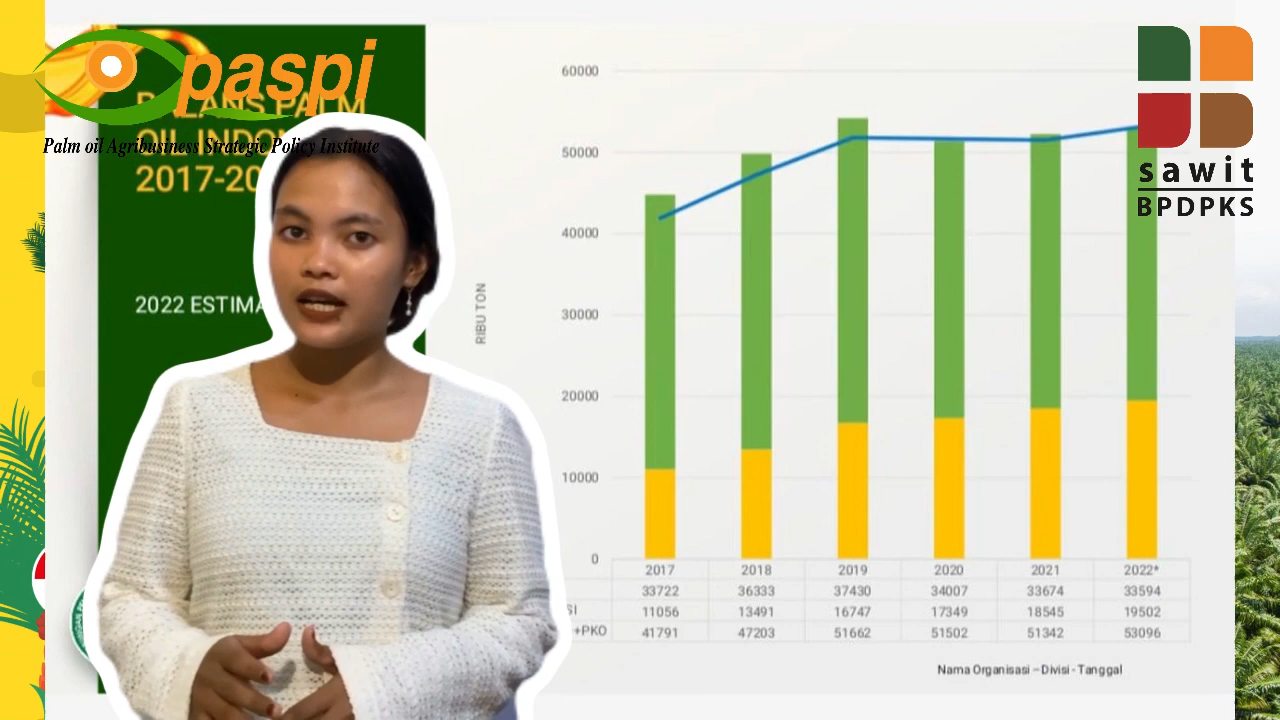 paspi
Palm oil Agribusiness Strategic Policy Institute
PALM
OIL
2017-20
2022 ESTIMA
sawit
BPDPKS
RIBU TON
60000
50000
40000
30000
20000
10000
0
2017 2018 2019 2020 2021 2022*
33722 36333 37430 34007 33674 33594
SI 11056 13491 16747 17349 18545 19502
+PKO 41791 47203 51662 51502 51342 53096
Nama Organisasi – Divisi - Tanggal